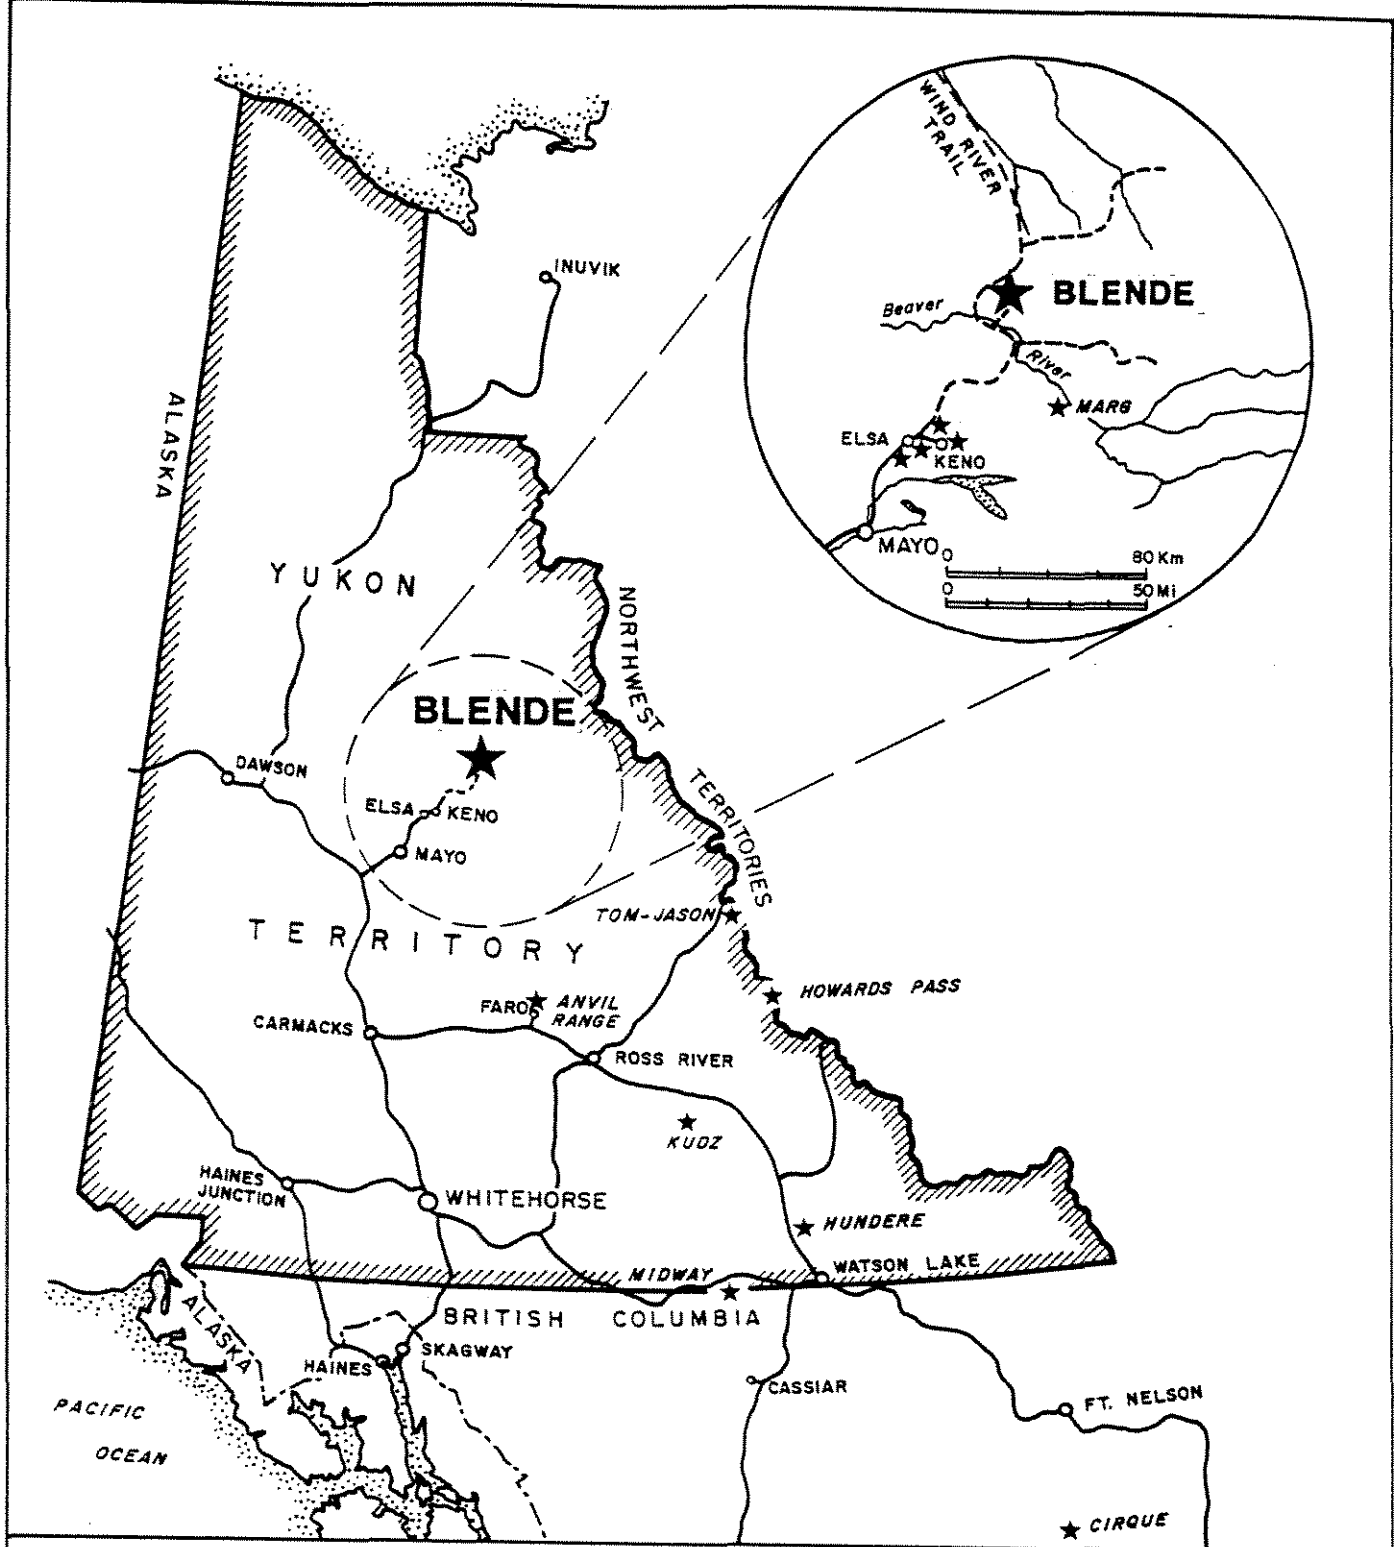 WIND RIVER
TRAIL
BLENDE
Beaver
River
MARG
ELSA
KENO
MAYO
0
80 Km
0
50 Mi
INUVIK
ALASKA
YUKON
NORTHWEST
TERRITORIES
BLENDE
DAWSON
ELSA
KENO
MAYO
TERRITORY
TOM-JASON
HOWARDS PASS
FARO
ANVIL
RANGE
CARMACKS
ROSS RIVER
KUDZ
HAINES
JUNCTION
WHITEHORSE
HUNDERE
WATSON LAKE
MIDWAY
BRITISH COLUMBIA
ALASKA
HAINES
SKAGWAY
CASSIAR
FT. NELSON
PACIFIC
OCEAN
CIRQUE